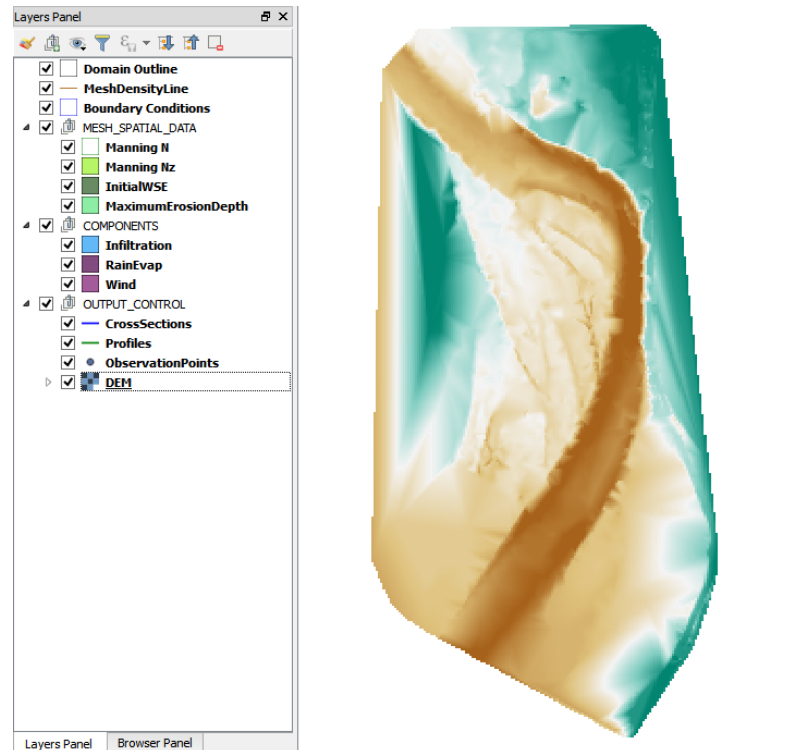 Layers Panel
Domain Outline
MeshDensityLine
Boundary Conditions
MESH_SPATIAL_DATA
Manning N
Manning Nz
InitialWSE
MaximumErosionDepth
COMPONENTS
Infiltration
RainEvap
Wind
OUTPUT_CONTROL
CrossSections
Profiles
ObservationPoints
DEM
Layers Panel Browser Panel